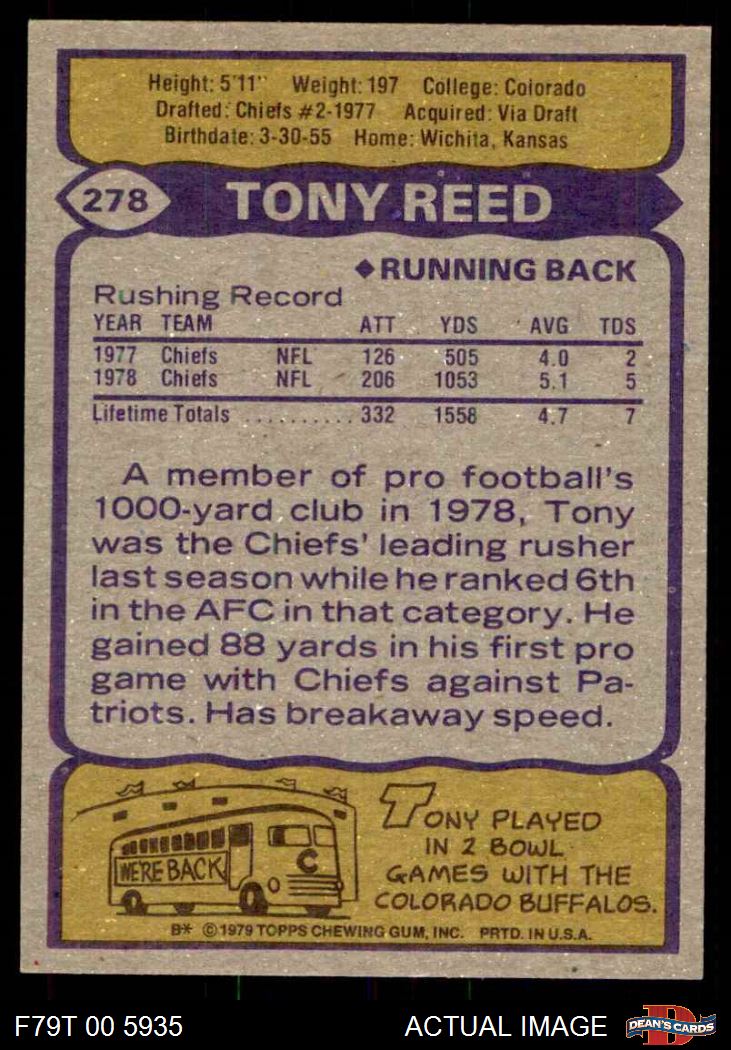 Height: 5'11" Weight: 197 College: Colorado
Drafted: Chiefs #2-1977 Acquired: Via Draft
Birthdate: 3-30-55 Home: Wichita, Kansas
278 TONY REED
◆RUNNING BACK
Rushing Record
YEAR TEAM ATT YDS AVG TDS
1977 Chiefs NFL 126 505 4.0 2
1978 Chiefs NFL 206 1053 5.1 5
Lifetime Totals .......... 332 1558 4.7 7
A member of pro football's
1000-yard club in 1978, Tony
was the Chiefs' leading rusher
last season while he ranked 6th
in the AFC in that category. He
gained 88 yards in his first pro
game with Chiefs against Pa-
triots. Has breakaway speed.
WE'RE BACK
C
TONY PLAYED
IN 2 BOWL
GAMES WITH THE
COLORADO BUFFALOS.
B* ©1979 TOPPS CHEWING GUM, INC. PRTD. IN U.S.A.
F79T 00 5935 ACTUAL IMAGE D DEAN'S CARDS